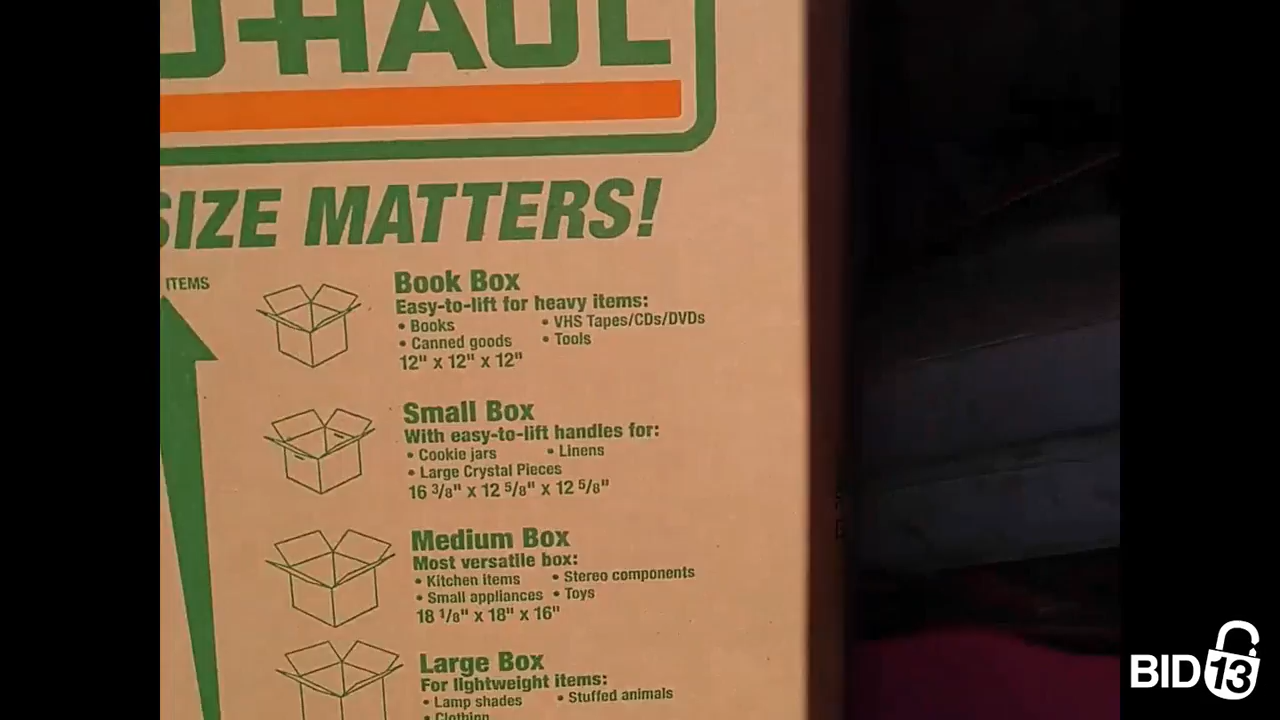 U-HAUL
SIZE MATTERS!
ITEMS
Book Box
Easy-to-lift for heavy items:
• Books • VHS Tapes/CDs/DVDs
• Canned goods • Tools
12" x 12" x 12"
Small Box
With easy-to-lift handles for:
• Cookie jars • Linens
• Large Crystal Pieces
16 3/8" x 12 5/8" x 12 5/8"
Medium Box
Most versatile box:
• Kitchen items • Stereo components
• Small appliances • Toys
18 1/8" x 18" x 16"
Large Box
For lightweight items:
• Lamp shades • Stuffed animals
• Clothing
BID 13